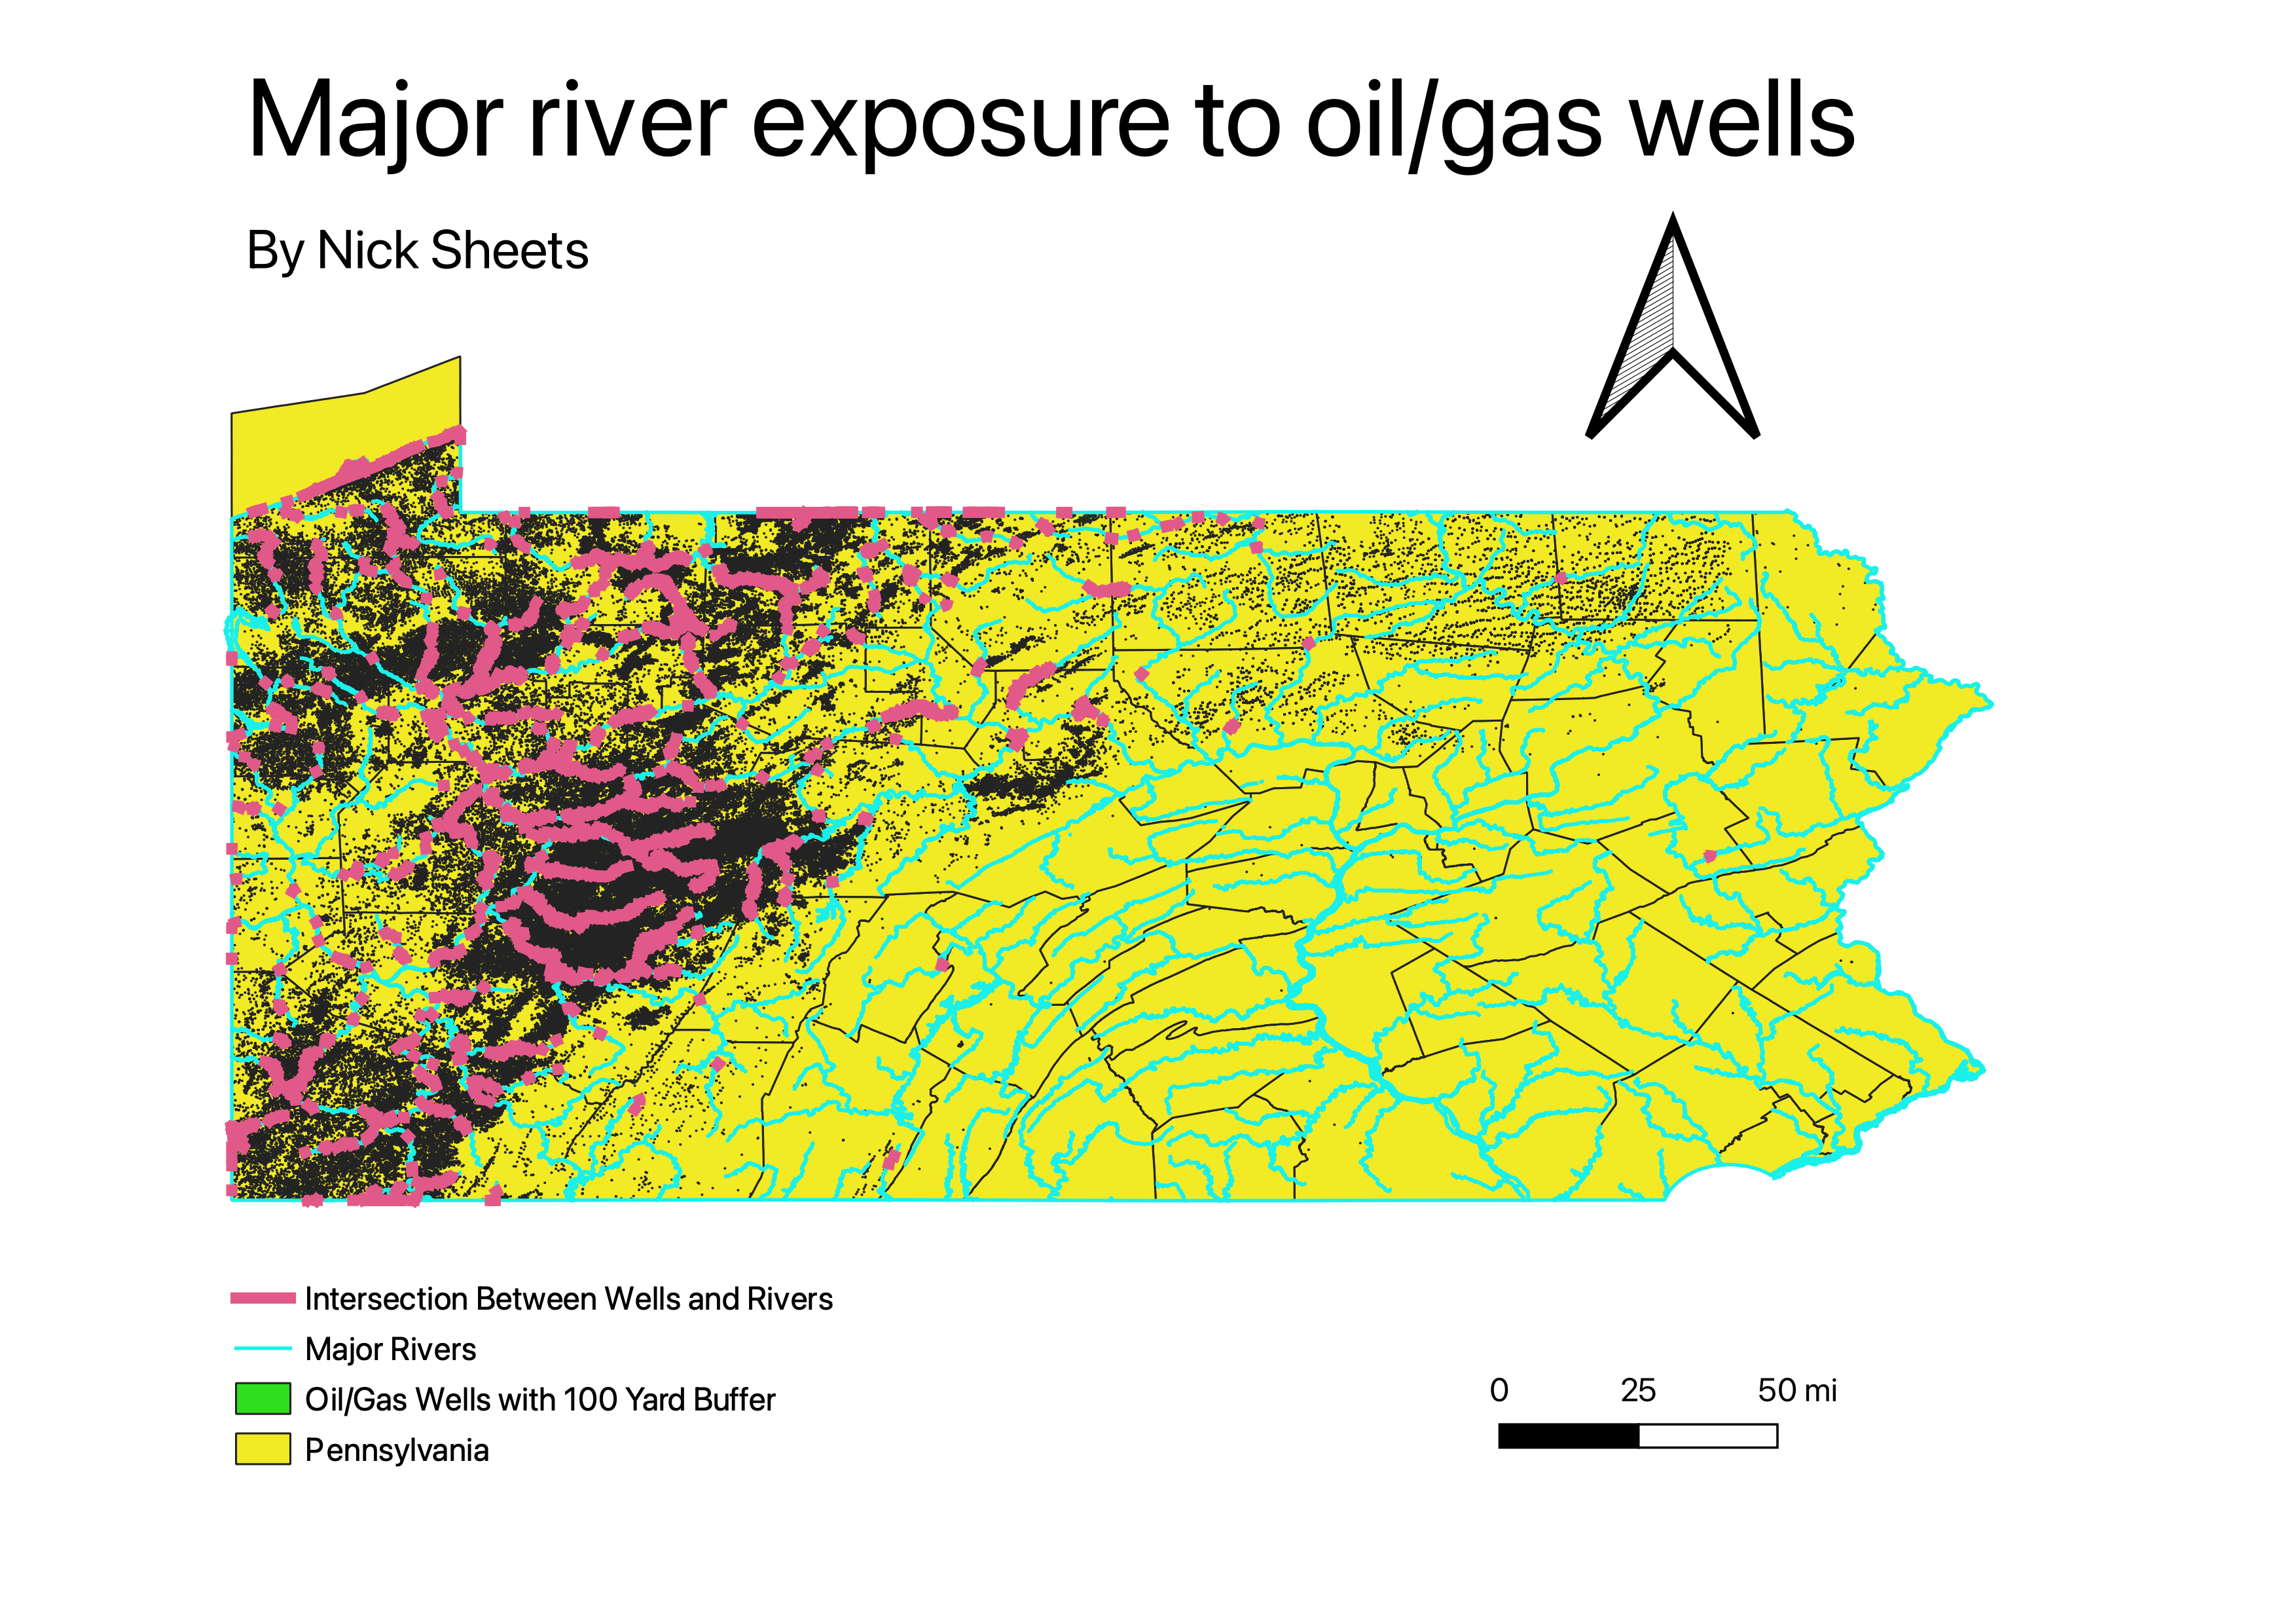 Major river exposure to oil/gas wells
By Nick Sheets
Intersection Between Wells and Rivers
Major Rivers
Oil/Gas Wells with 100 Yard Buffer
Pennsylvania
0 25 50 mi